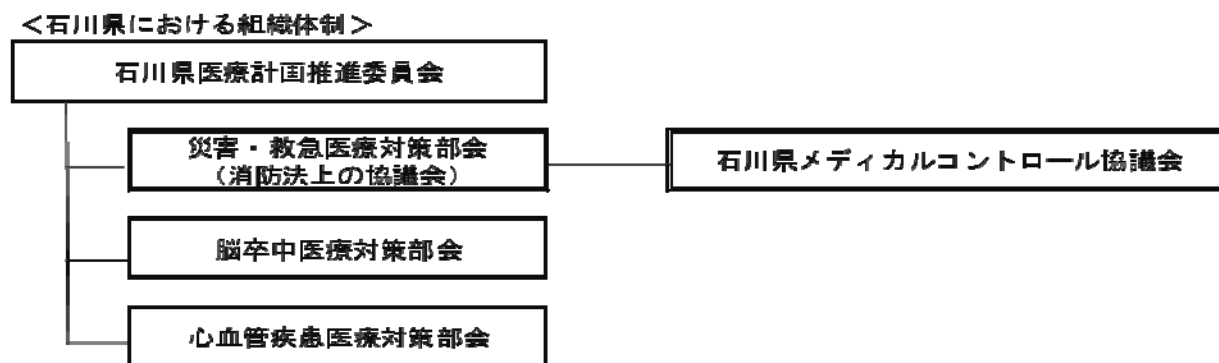 ＜石川県における組織体制＞
石川県医療計画推進委員会
災害・救急医療対策部会
（消防法上の協議会）
石川県メディカルコントロール協議会
脳卒中医療対策部会
心血管疾患医療対策部会